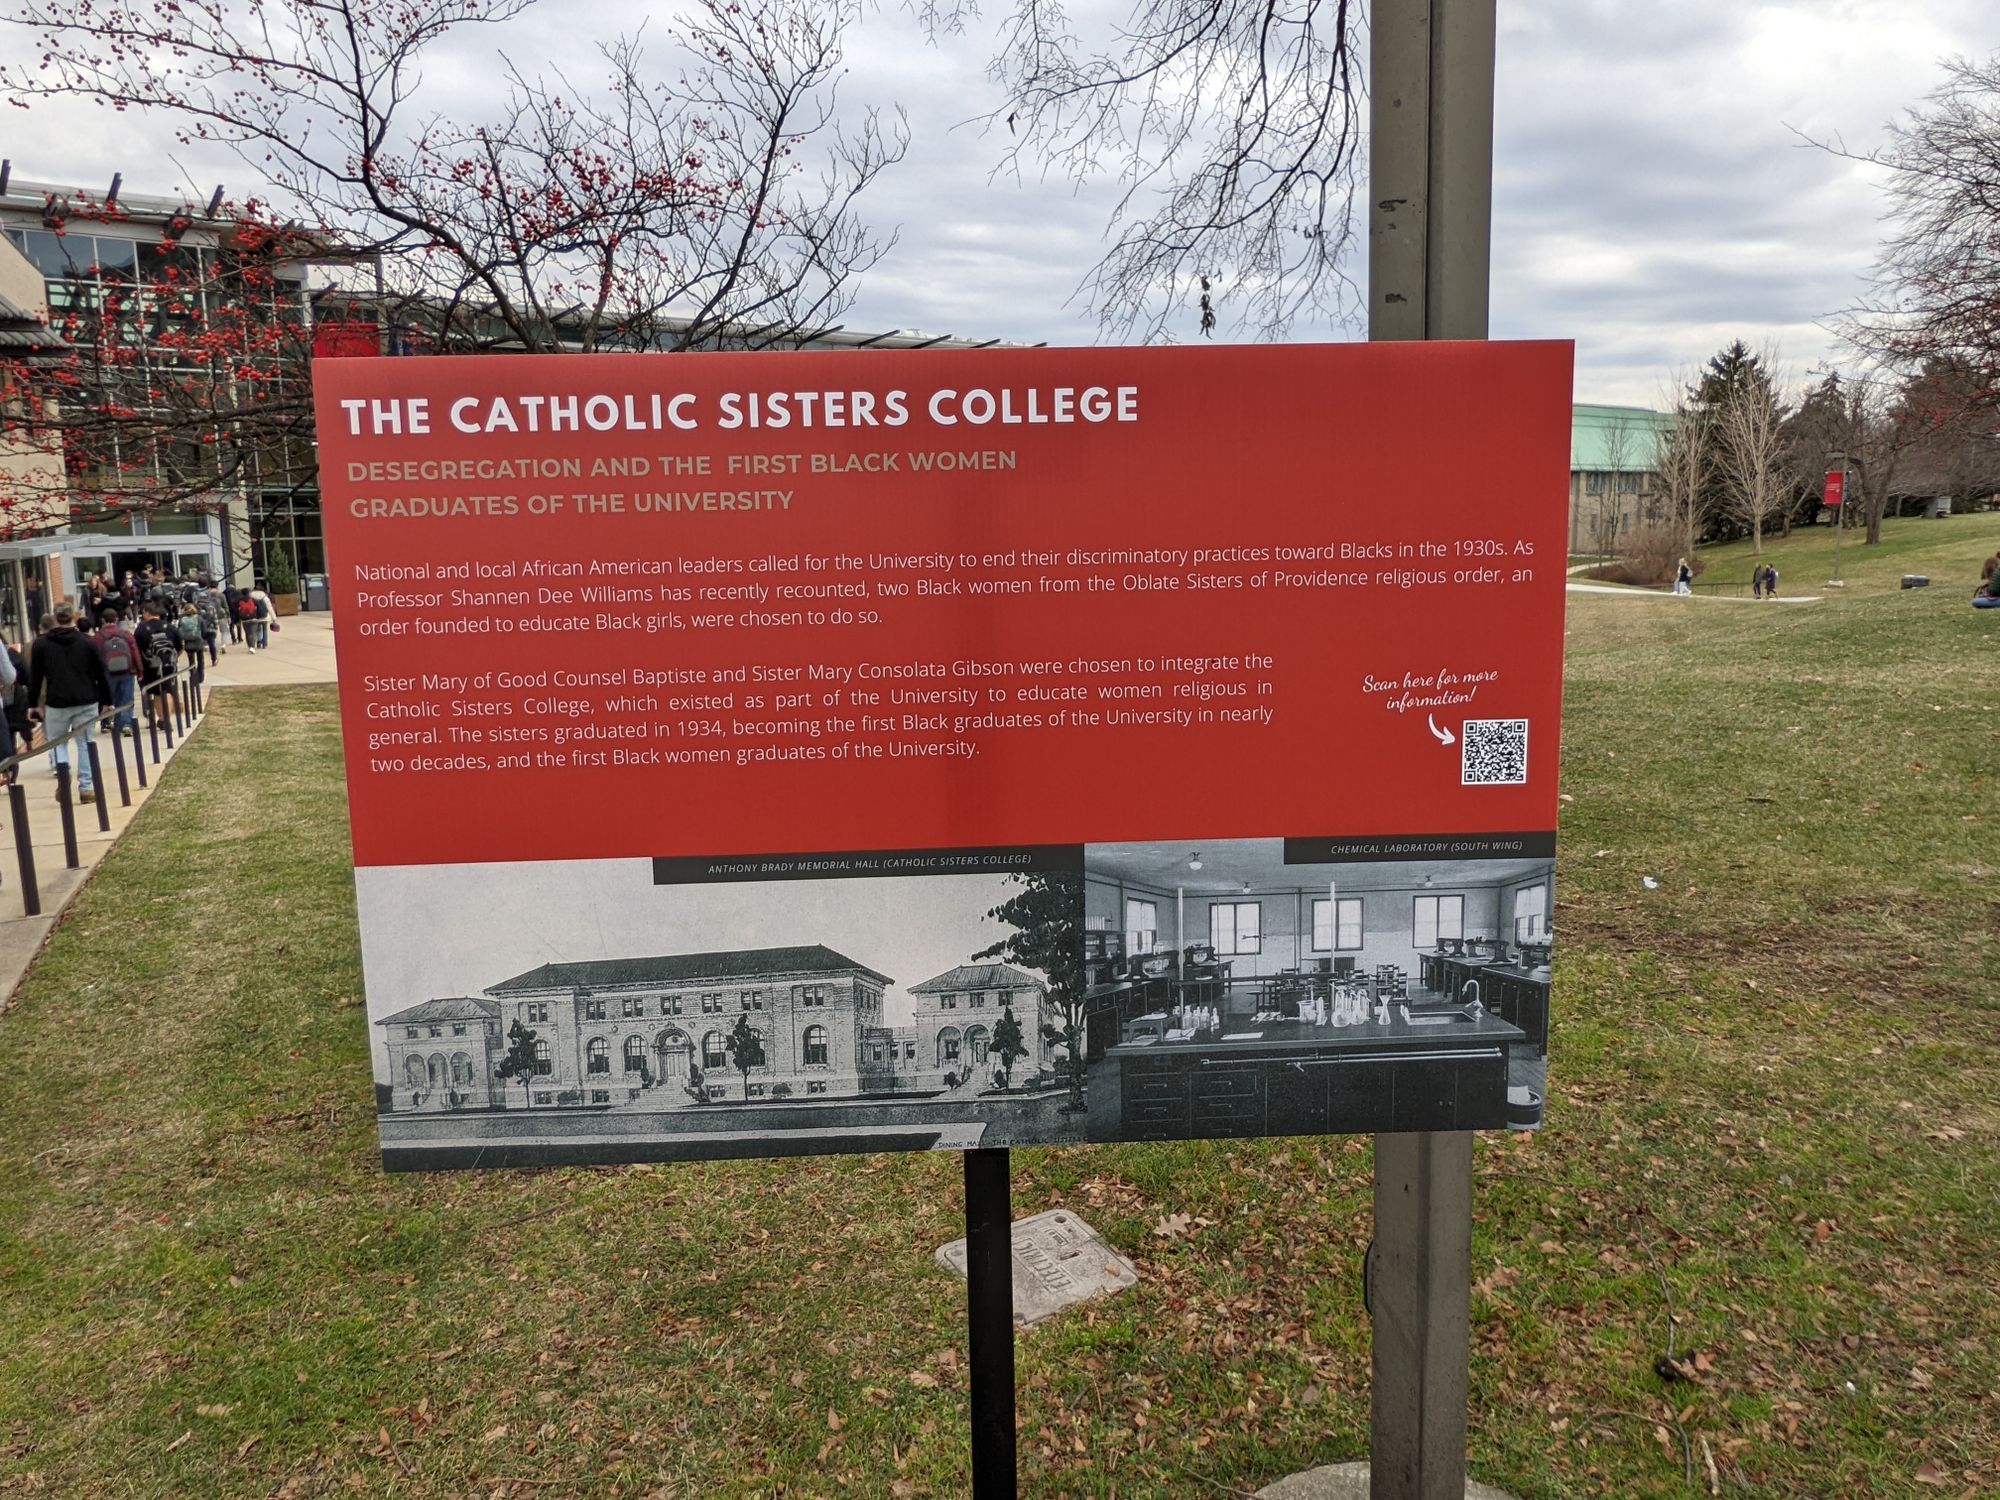 THE CATHOLIC SISTERS COLLEGE
DESEGREGATION AND THE FIRST BLACK WOMEN
GRADUATES OF THE UNIVERSITY
National and local African American leaders called for the University to end their discriminatory practices toward Blacks in the 1930s. As
Professor Shannen Dee Williams has recently recounted, two Black women from the Oblate Sisters of Providence religious order, an
order founded to educate Black girls, were chosen to do so.
Sister Mary of Good Counsel Baptiste and Sister Mary Consolata Gibson were chosen to integrate the
Catholic Sisters College, which existed as part of the University to educate women religious in
general. The sisters graduated in 1934, becoming the first Black graduates of the University in nearly
two decades, and the first Black women graduates of the University.
Scan here for more
information!
ANTHONY BRADY MEMORIAL HALL (CATHOLIC SISTERS COLLEGE)
CHEMICAL LABORATORY (SOUTH WING)
DINING HALL THE CATHOLIC SISTERS
ELECTRIC